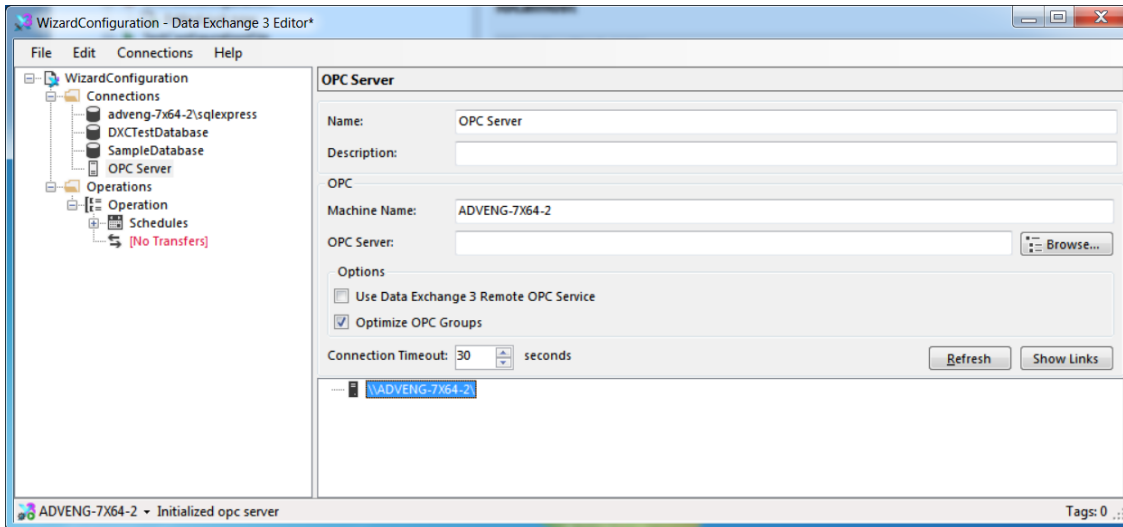 WizardConfiguration - Data Exchange 3 Editor*
File Edit Connections Help
WizardConfiguration
Connections
adveng-7x64-2\sqlexpress
DXCTestDatabase
SampleDatabase
OPC Server
Operations
Operation
Schedules
[No Transfers]
OPC Server
Name: OPC Server
Description:
OPC
Machine Name: ADVENG-7X64-2
OPC Server: Browse...
Options
Use Data Exchange 3 Remote OPC Service
Optimize OPC Groups
Connection Timeout: 30 seconds Refresh Show Links
\\ADVENG-7X64-2\
ADVENG-7X64-2 Initialized opc server Tags: 0